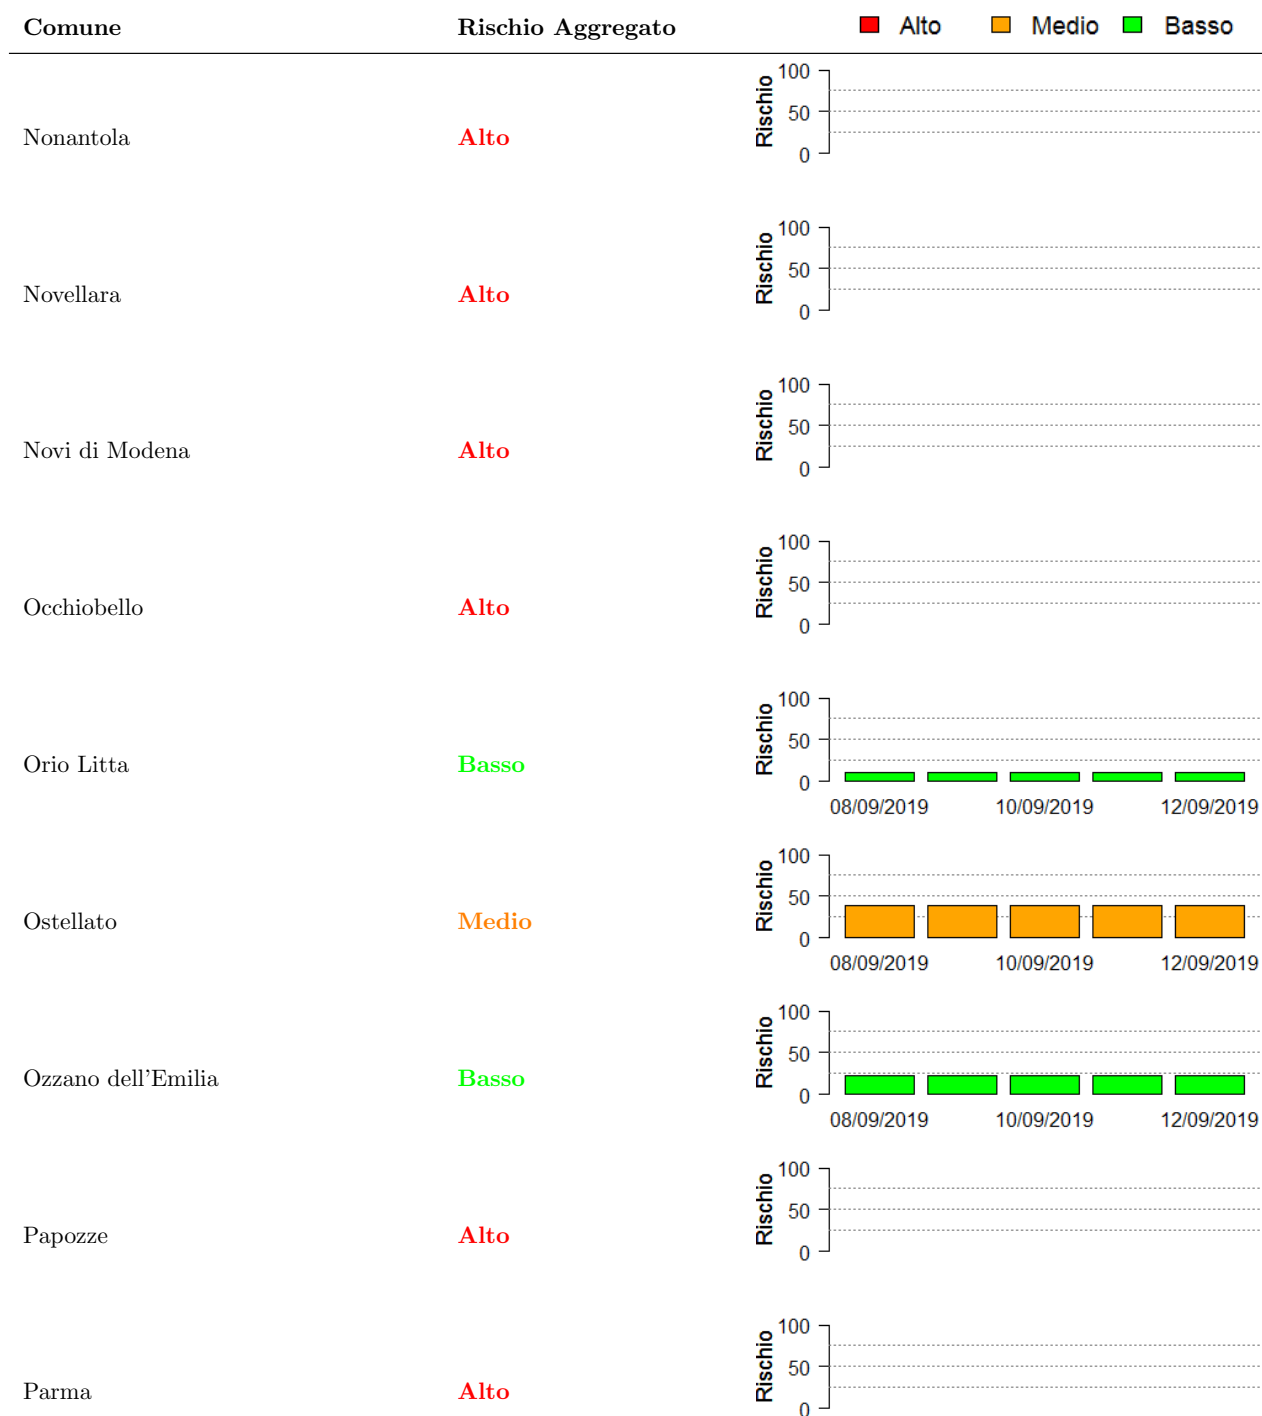 Comune Rischio Aggregato Alto Medio Basso
Nonantola Alto Rischio 100 50 0
Novellara Alto Rischio 100 50 0
Novi di Modena Alto Rischio 100 50 0
Occhiobello Alto Rischio 100 50 0
Orio Litta Basso Rischio 100 50 0
08/09/2019 10/09/2019 12/09/2019
Ostellato Medio Rischio 100 50 0
08/09/2019 10/09/2019 12/09/2019
Ozzano dell'Emilia Basso Rischio 100 50 0
08/09/2019 10/09/2019 12/09/2019
Papozze Alto Rischio 100 50 0
Parma Alto Rischio 100 50 0